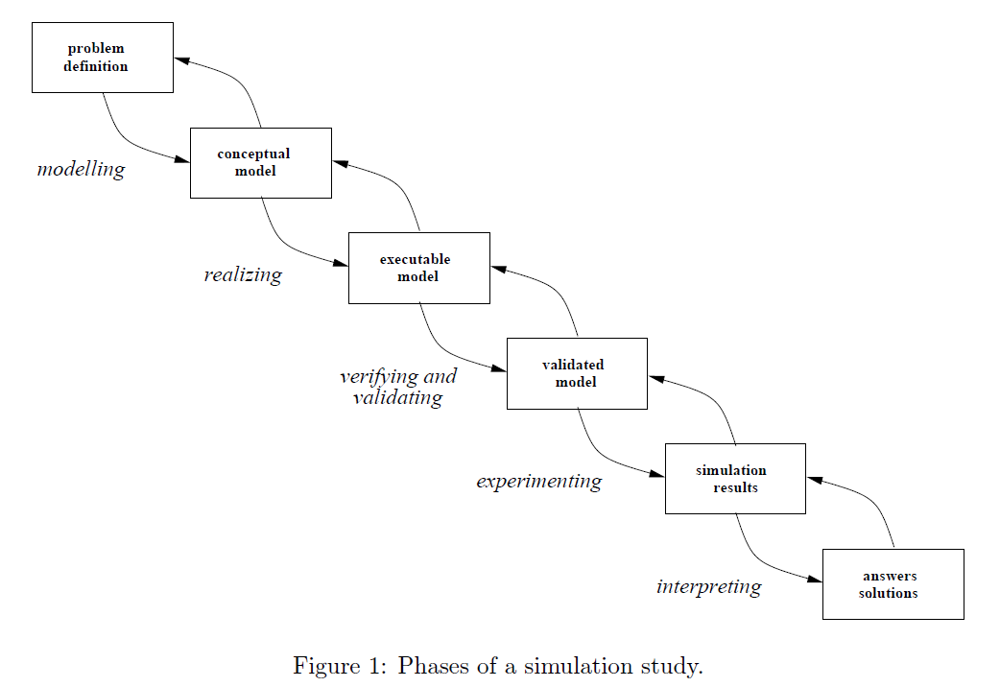 problem
definition
modelling
conceptual
model
realizing
executable
model
verifying and
validating
validated
model
experimenting
simulation
results
interpreting
answers
solutions
Figure 1: Phases of a simulation study.